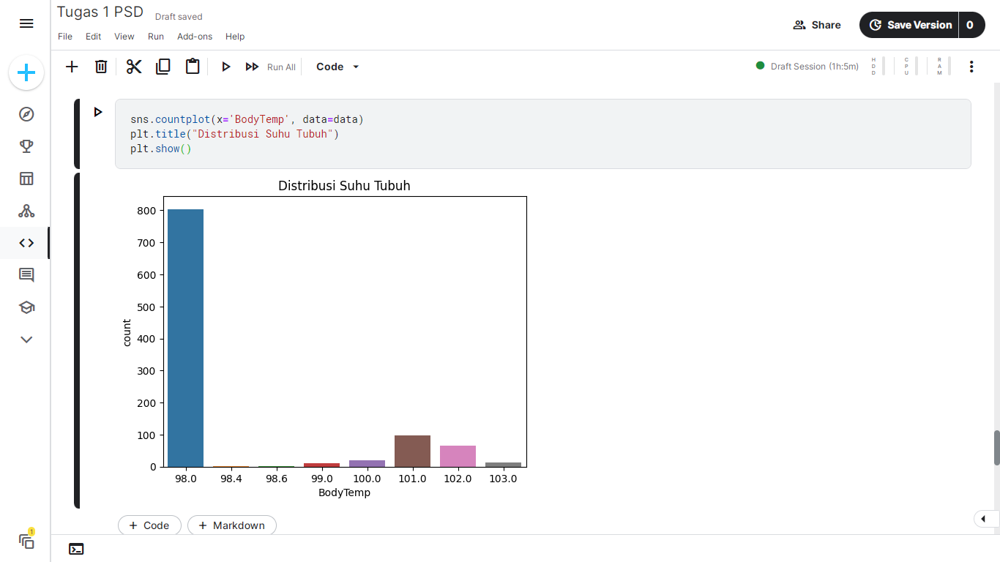 Tugas 1 PSD
Draft saved
File Edit View Run Add-ons Help
Share
Save Version 0
Run All
Code
Draft Session (1h:5m)
HDD
CPU
RAM
sns.countplot(x='BodyTemp', data=data)
plt.title("Distribusi Suhu Tubuh")
plt.show()
Distribusi Suhu Tubuh
count
800
700
600
500
400
300
200
100
0
98.0 98.4 98.6 99.0 100.0 101.0 102.0 103.0
BodyTemp
+ Code + Markdown
1